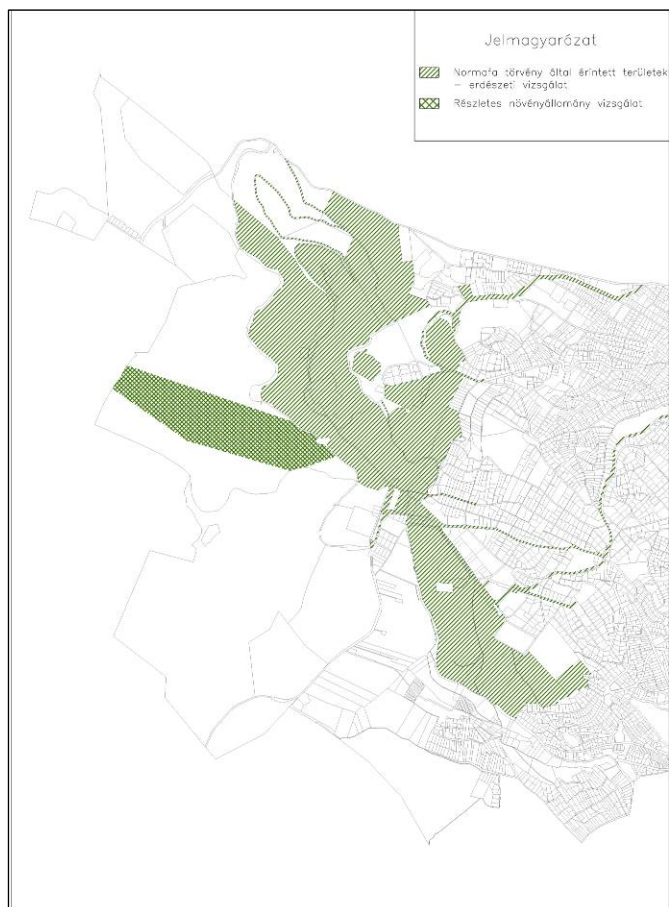 Jelmagyarázat
Normafa törvény által érintett területek
– erdészeti vizsgálat
Részletes növényállomány vizsgálat